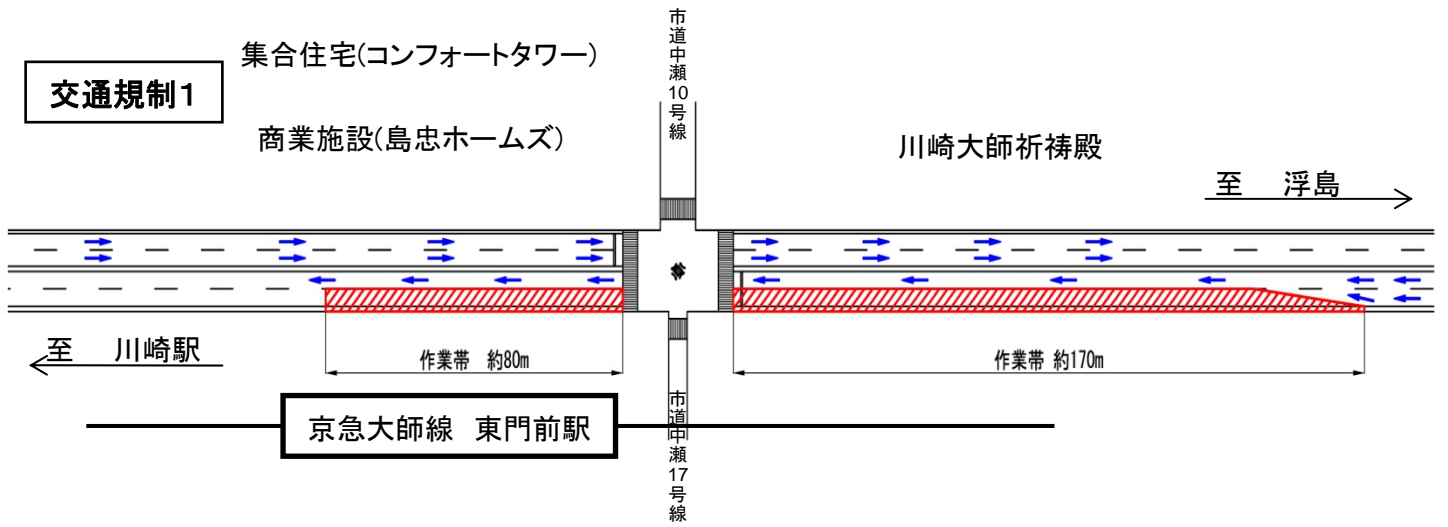 市道中瀬10号線
集合住宅(コンフォートタワー)
交通規制1
商業施設(島忠ホームズ)
川崎大師祈祷殿
至 浮島
至 川崎駅
作業帯 約80m
作業帯 約170m
京急大師線 東門前駅
市道中瀬17号線